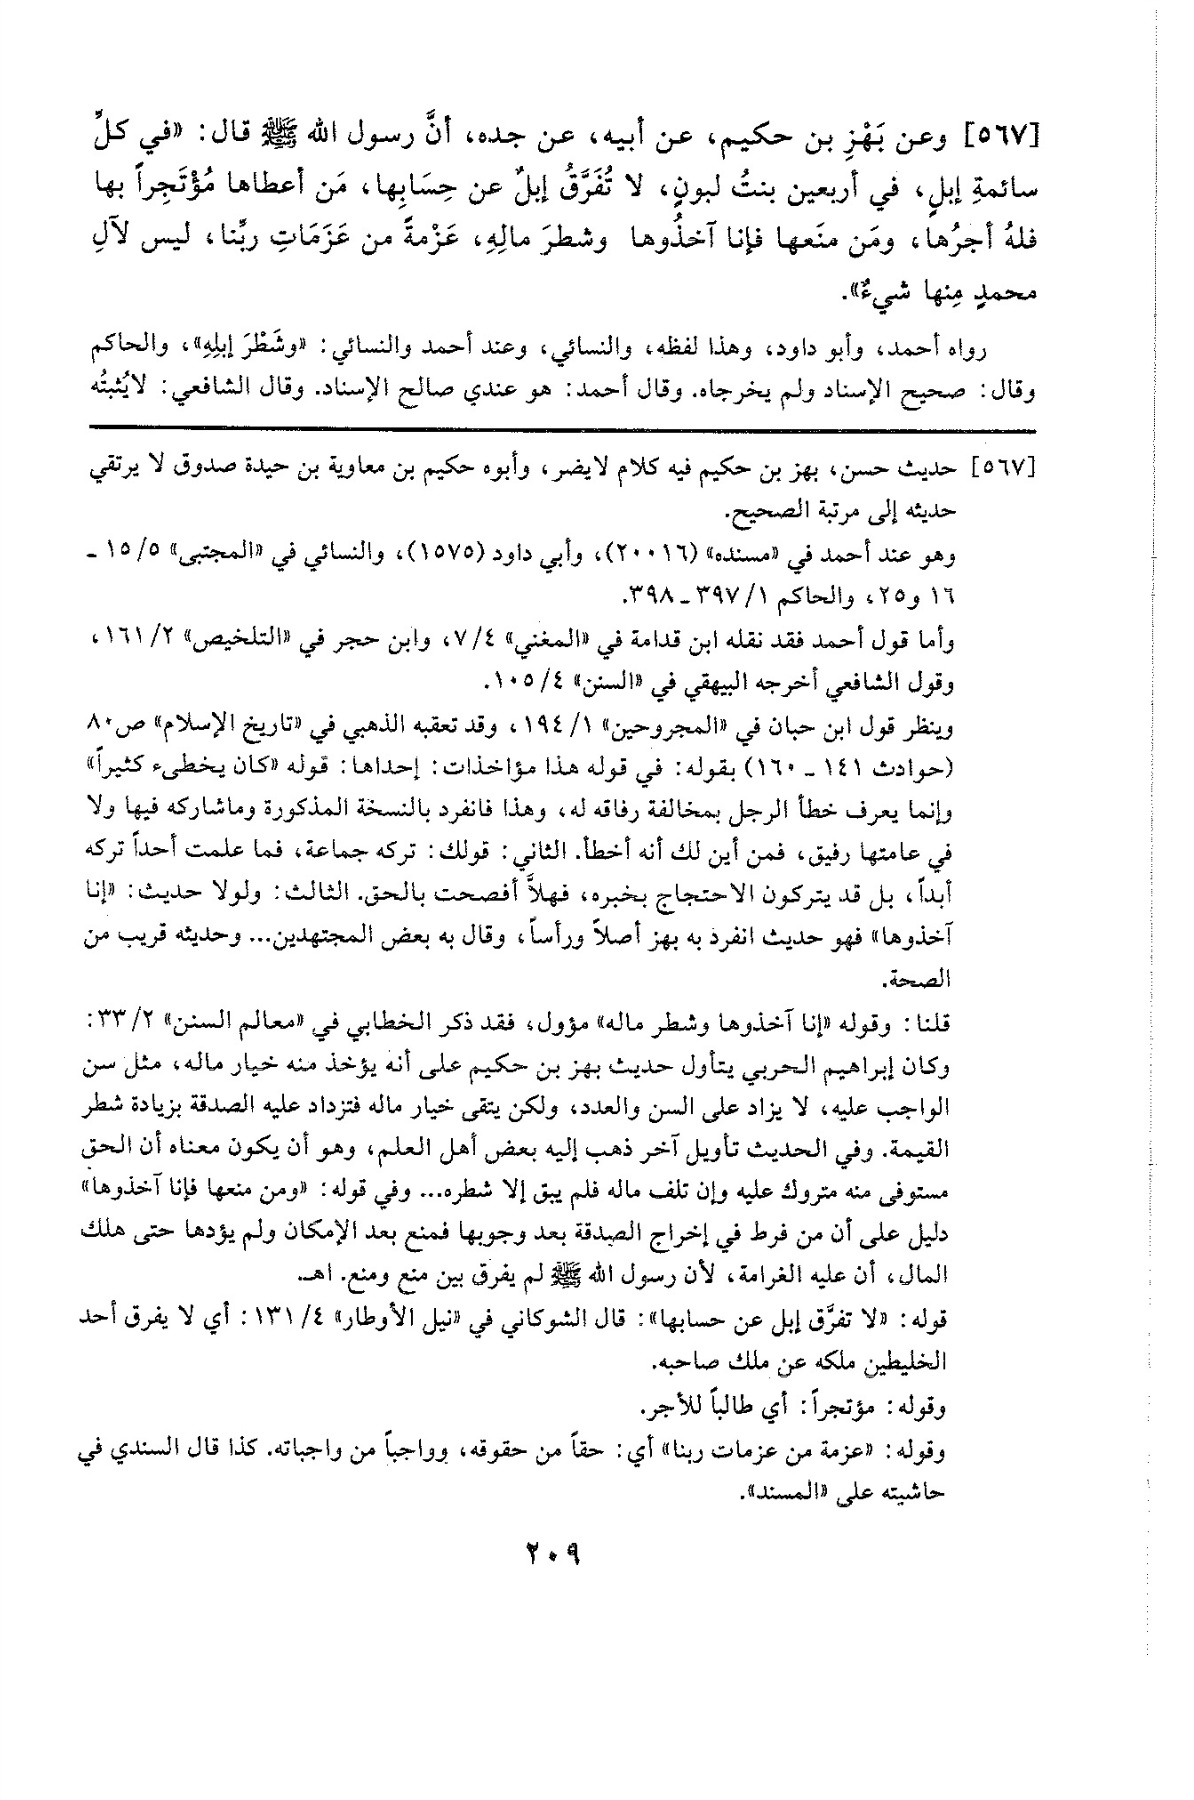 [٥٦٧] وعن بَهْزِ بن حكيم، عن أبيه، عن جده، أنَّ رسول الله ﷺ قال: «في كلِّ
سائمةِ إبلٍ، في أربعين بنتُ لبونٍ، لا تُفَرَّقُ إبلٌ عن حِسَابِها، مَن أعطاها مُؤْتَجِراً بها
فلهُ أجرُها، ومَن منَعها فإنا آخذُوها وشطرَ مالِهِ، عَزْمةً من عَزَمَاتِ ربِّنا، ليس لآلِ
محمدٍ مِنها شيءٌ».
رواه أحمد، وأبو داود، وهذا لفظه، والنسائي، وعند أحمد والنسائي: «وشَطْرَ إبلِهِ»، والحاكم
وقال: صحيح الإسناد ولم يخرجاه. وقال أحمد: هو عندي صالح الإسناد. وقال الشافعي: لايُثبتُه
[٥٦٧] حديث حسن، بهز بن حكيم فيه كلام لايضر، وأبوه حكيم بن معاوية بن حيدة صدوق لا يرتقي
حديثه إلى مرتبة الصحيح.
وهو عند أحمد في «مسنده» (٢٠٠١٦)، وأبي داود (١٥٧٥)، والنسائي في «المجتبى» ١٥/٥ ـ
١٦ و٢٥، والحاكم ٣٩٧/١ ـ ٣٩٨.
وأما قول أحمد فقد نقله ابن قدامة في «المغني» ٧/٤، وابن حجر في «التلخيص» ١٦١/٢،
وقول الشافعي أخرجه البيهقي في «السنن» ١٠٥/٤.
وينظر قول ابن حبان في «المجروحين» ١٩٤/١، وقد تعقبه الذهبي في «تاريخ الإسلام» ص٨٠
(حوادث ١٤١ ـ ١٦٠) بقوله: في قوله هذا مؤاخذات: إحداها: قوله «كان يخطىء كثيراً»
وإنما يعرف خطأ الرجل بمخالفة رفاقه له، وهذا فانفرد بالنسخة المذكورة وماشاركه فيها ولا
في عامتها رفيق، فمن أين لك أنه أخطأ. الثاني: قولك: تركه جماعة، فما علمت أحداً تركه
أبداً، بل قد يتركون الاحتجاج بخبره، فهلاَّ أفصحت بالحق. الثالث: ولولا حديث: «إنا
آخذوها» فهو حديث انفرد به بهز أصلاً ورأساً، وقال به بعض المجتهدين... وحديثه قريب من
الصحة.
قلنا: وقوله «إنا آخذوها وشطر ماله» مؤول، فقد ذكر الخطابي في «معالم السنن» ٣٣/٢:
وكان إبراهيم الحربي يتأول حديث بهز بن حكيم على أنه يؤخذ منه خيار ماله، مثل سن
الواجب عليه، لا يزاد على السن والعدد، ولكن يتقى خيار ماله فتزداد عليه الصدقة بزيادة شطر
القيمة. وفي الحديث تأويل آخر ذهب إليه بعض أهل العلم، وهو أن يكون معناه أن الحق
مستوفى منه متروك عليه وإن تلف ماله فلم يبق إلا شطره... وفي قوله: «ومن منعها فإنا آخذوها»
دليل على أن من فرط في إخراج الصدقة بعد وجوبها فمنع بعد الإمكان ولم يؤدها حتى هلك
المال، أن عليه الغرامة، لأن رسول الله ﷺ لم يفرق بين منع ومنع. اهـ.
قوله: «لا تفرَّق إبل عن حسابها»: قال الشوكاني في «نيل الأوطار» ١٣١/٤: أي لا يفرق أحد
الخليطين ملكه عن ملك صاحبه.
وقوله: مؤتجراً: أي طالباً للأجر.
وقوله: «عزمة من عزمات ربنا» أي: حقاً من حقوقه، وواجباً من واجباته. كذا قال السندي في
حاشيته على «المسند».
٢٠٩